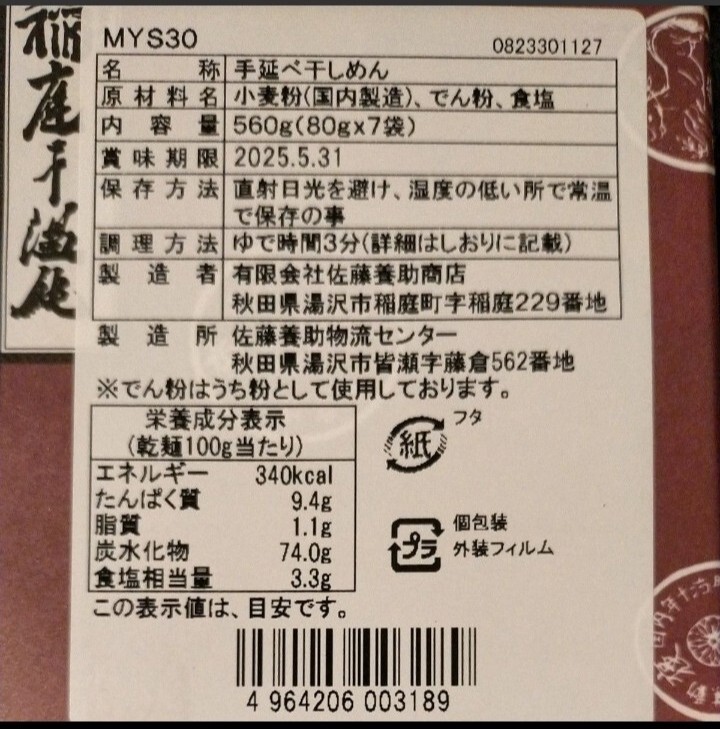 稲庭干温飩
MYS30
0823301127
名称 手延べ干しめん
原材料名 小麦粉(国内製造)、でん粉、食塩
内容量 560g(80gx7袋)
賞味期限 2025.5.31
保存方法 直射日光を避け、湿度の低い所で常温
で保存の事
調理方法 ゆで時間3分(詳細はしおりに記載)
製造者 有限会社佐藤養助商店
秋田県湯沢市稲庭町字稲庭229番地
製造所 佐藤養助物流センター
秋田県湯沢市皆瀬字藤倉562番地
※でん粉はうち粉として使用しております。
栄養成分表示
(乾麺100g当たり)
エネルギー 340kcal
たんぱく質 9.4g
脂質 1.1g
炭水化物 74.0g
食塩相当量 3.3g
この表示値は、目安です。
紙
フタ
プラ
個包装
外装フィルム
4 964206 003189